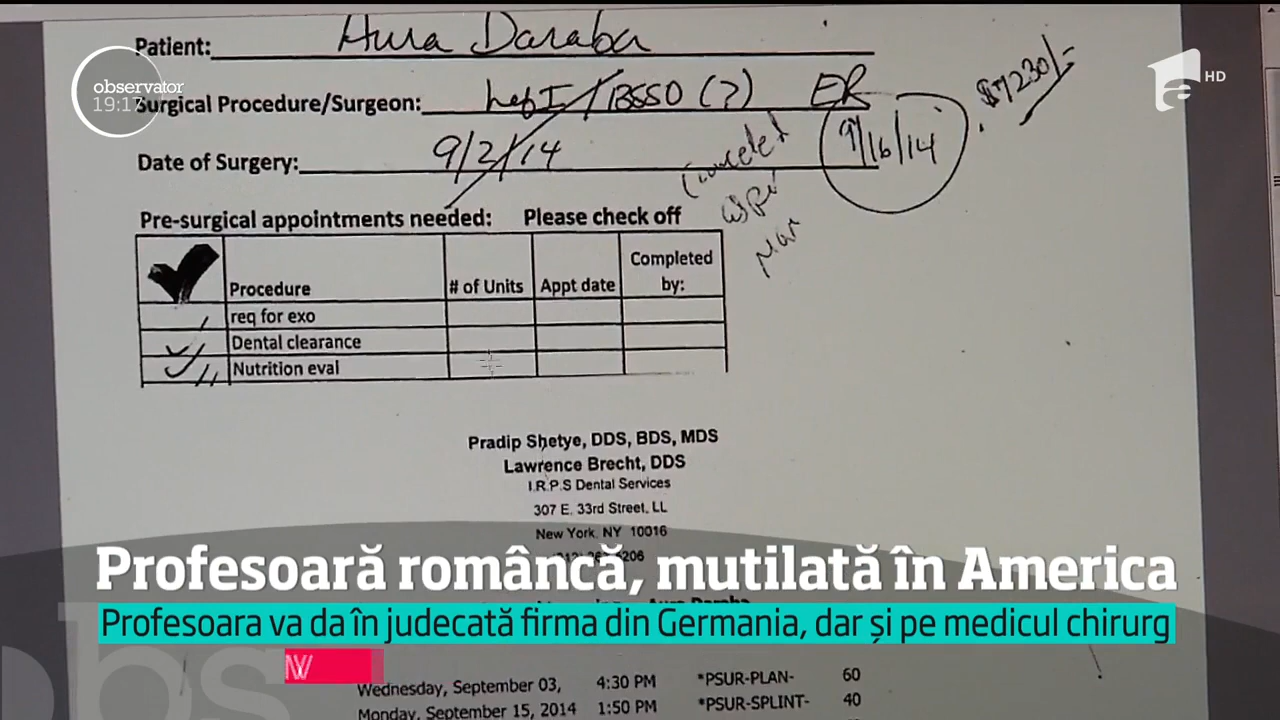 Patient: Aura Daraba
observator
19:17
Surgical Procedure/Surgeon: Lefort I/BSSO (?) ER
$7230/-
HD
Date of Surgery: 9/2/14
9/16/14
Canceled
Pre-surgical appointments needed: Please check off
Procedure # of Units Appt date Completed by:
req for exo
Dental clearance
Nutrition eval
Pradip Shetye, DDS, BDS, MDS
Lawrence Brecht, DDS
I.R.P.S Dental Services
307 E. 33rd Street, LL
New York, NY 10016
Profesoară româncă, mutilată în America
Profesoara va da în judecată firma din Germania, dar și pe medicul chirurg
Wednesday, September 03, 4:30 PM *PSUR-PLAN- 60
Monday, September 15, 2014 1:50 PM *PSUR-SPLINT- 40